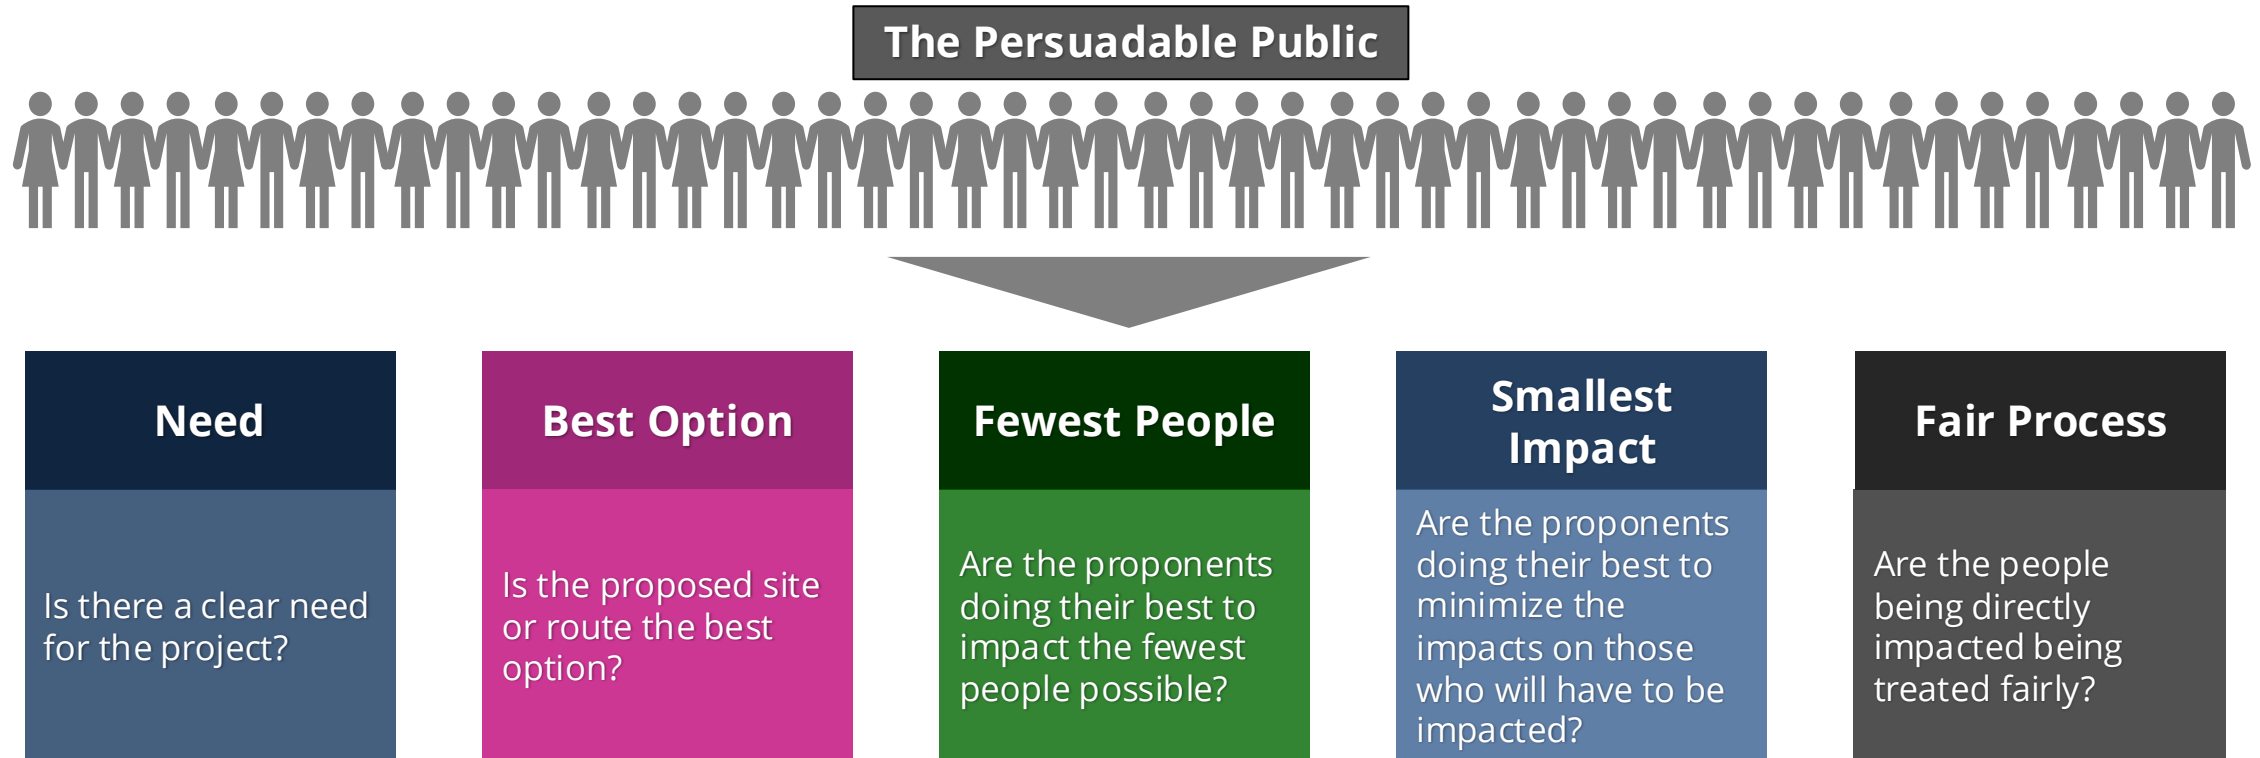 The Persuadable Public
Need
Is there a clear need
for the project?
Best Option
Is the proposed site
or route the best
option?
Fewest People
Are the proponents
doing their best to
impact the fewest
people possible?
Smallest
Impact
Are the proponents
doing their best to
minimize the
impacts on those
who will have to be
impacted?
Fair Process
Are the people
being directly
impacted being
treated fairly?